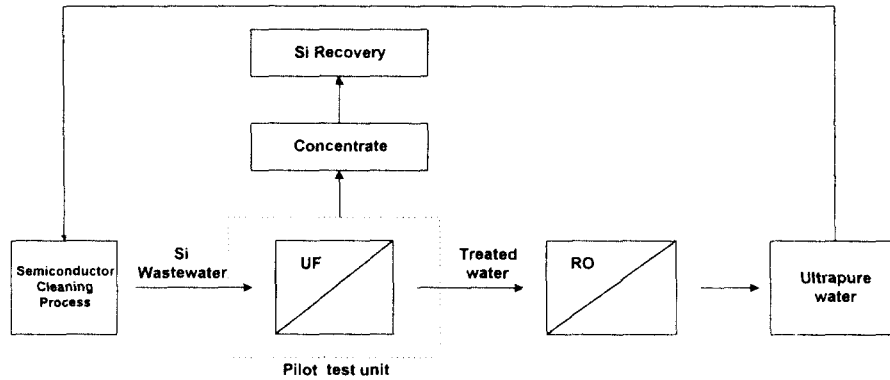 Si Recovery
Concentrate
Semiconductor
Cleaning
Process
Si
Wastewater
UF
Treated
water
RO
Ultrapure
water
Pilot test unit